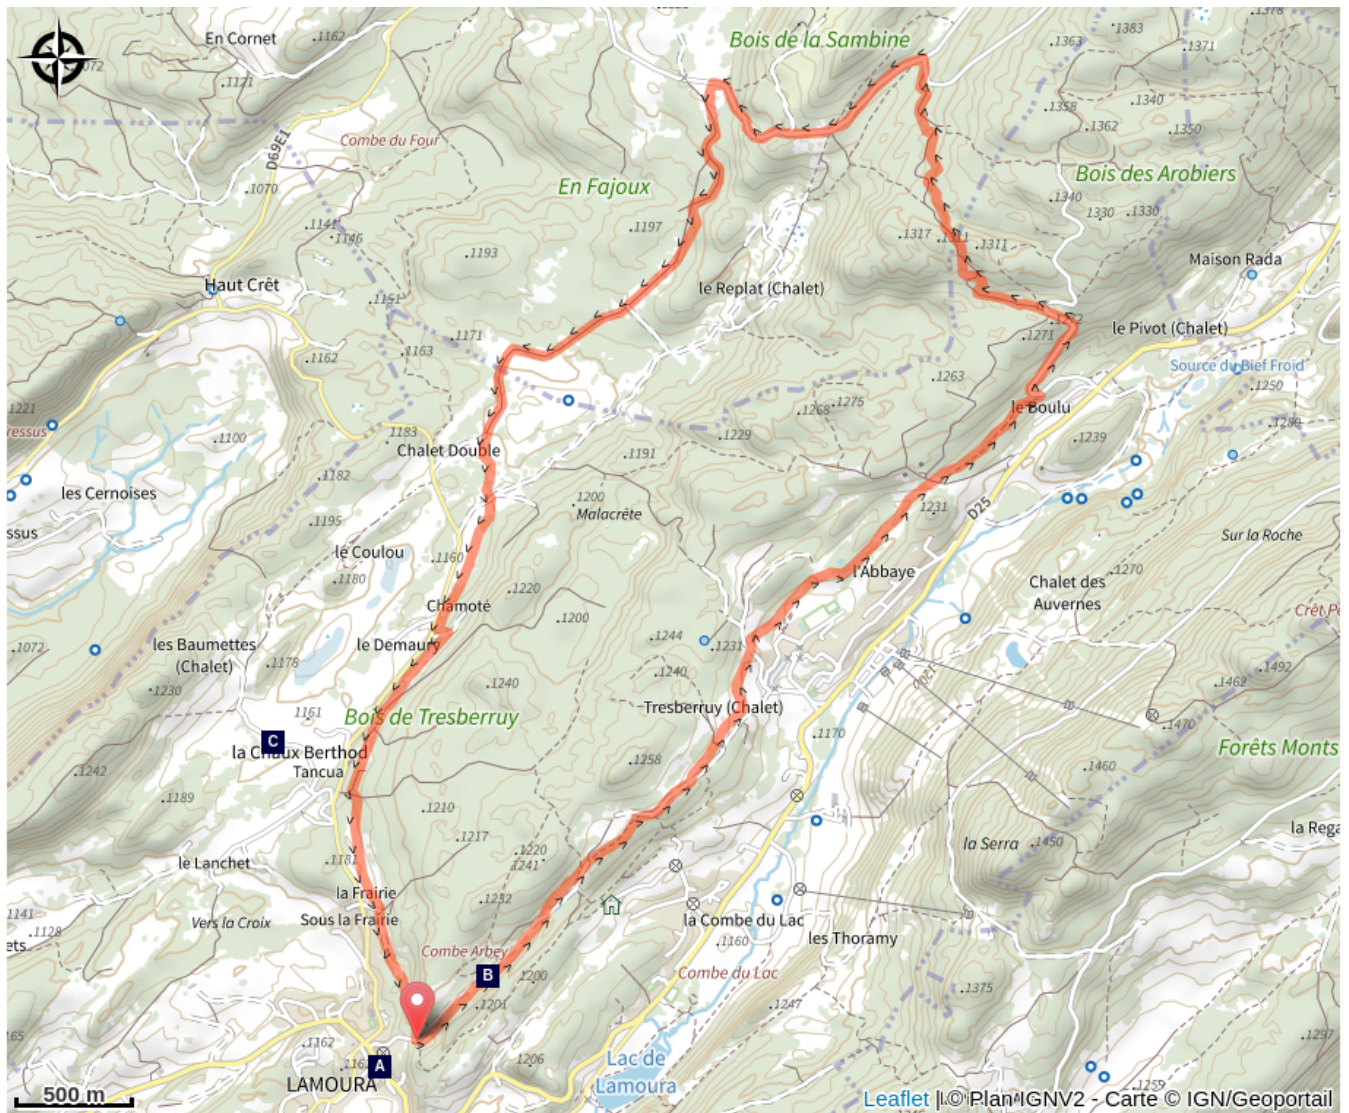 En Cornet
.1162
.1072
.1121
Bois de la Sambine
.1363
.1383
.1371
1378
D69E1
Combe du Four
.1070
.1358
.1340
.1362
.1350
En Fajoux
Bois des Arobiers
.1340
1330
.1330
.1141
.1146
.1197
.1193
.1317
.1311
Maison Rada
Haut Crêt
le Replat (Chalet)
.1151
.1171
.1163
.1162
le Pivot (Chalet)
.1271
Source du Bief Froid
.1250
.1263
.1275
.1268
le Boulu
1221
.1183
.1229
.1239
.1280
.1100
Chalet Double
.1191
.1182
les Cernoises
1200
Malacrête
.1231
D25
.1195
Sur la Roche
le Coulou
.1180
.1160
l'Abbaye
.1220
.1270
Chalet des
Auvernes
Chamoté
.1200
.1072
les Baumettes
(Chalet)
le Demaury
.1244
.1231
.1178
.1230
.1240
.1240
.1492
.1462
1200
1161
Bois de Tresberruy
Tresberruy (Chalet)
.1470
.1170
C
la Chaux Berthod
Tancua
.1242
.1258
.1460
Forêts Monts
.1189
.1210
.1217
.1220
1241
la Serra
.1450
le Lanchet
.1181
la Frairie
Sous la Frairie
.1232
.1141
.1128
Vers la Croix
la Combe du Lac
.1160
les Thoramy
Combe Arbey
B
1200
Combe du Lac
.1201
.1247
.1375
.1162
.1297
A
LAMOURA
.1206
Lac de
Lamoura
.1259
500 m
Leaflet | © Plan IGNV2 - Carte © IGN/Geoportail